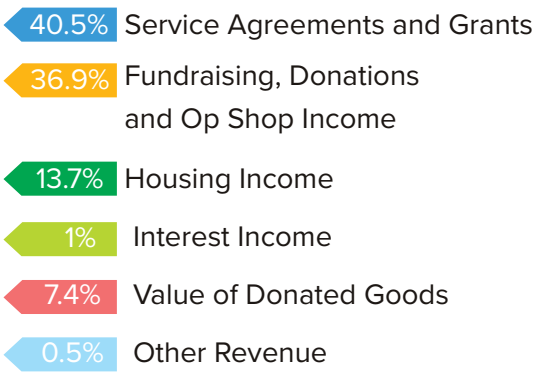 40.5% Service Agreements and Grants
36.9% Fundraising, Donations
and Op Shop Income
13.7% Housing Income
1% Interest Income
7.4% Value of Donated Goods
0.5% Other Revenue